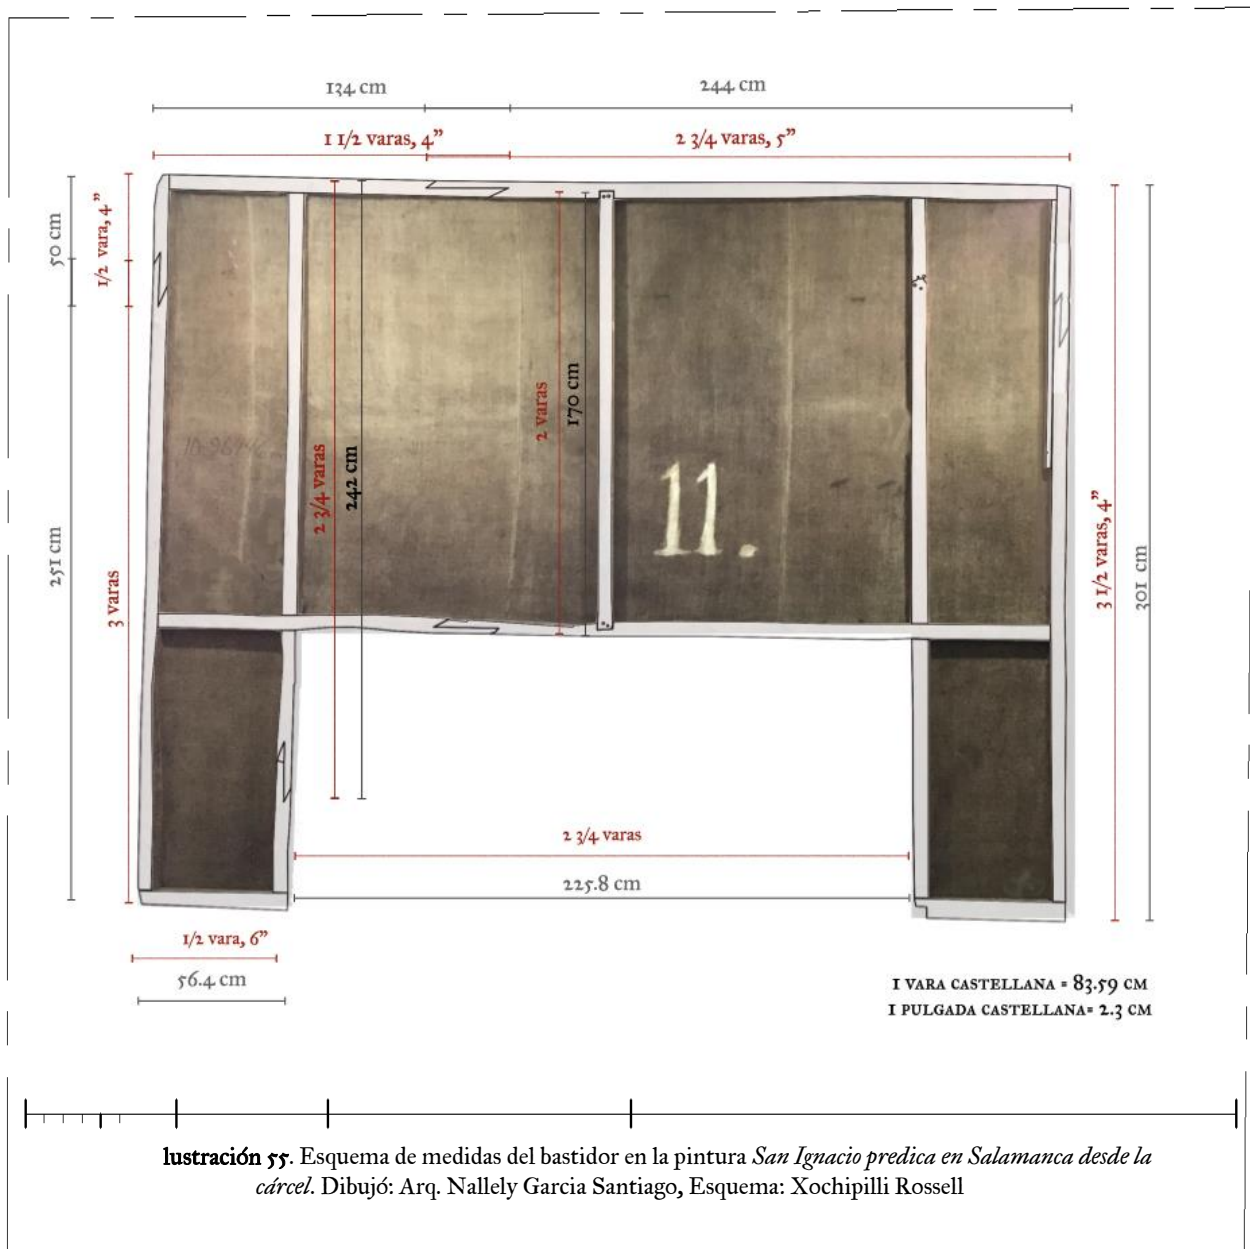 134 cm
244 cm
1 1/2 varas, 4”
2 3/4 varas, 5”
50 cm
1/2 vara, 4 ”
251 cm
3 varas
2 3/4 varas
242 cm
2 varas
170 cm
11.
3 1/2 varas, 4”
301 cm
2 3/4 varas
225.8 cm
1/2 vara, 6”
56.4 cm
1 VARA CASTELLANA = 83.59 CM
1 PULGADA CASTELLANA= 2.3 CM
lustración 55. Esquema de medidas del bastidor en la pintura San Ignacio predica en Salamanca desde la
cárcel. Dibujó: Arq. Nallely Garcia Santiago, Esquema: Xochipilli Rossell